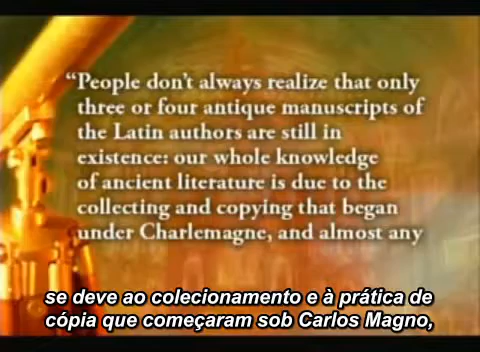 “People don’t always realize that only
three or four antique manuscripts of
the Latin authors are still in
existence: our whole knowledge
of ancient literature is due to the
collecting and copying that began
under Charlemagne, and almost any
se deve ao colecionamento e à prática de
cópia que começaram sob Carlos Magno,